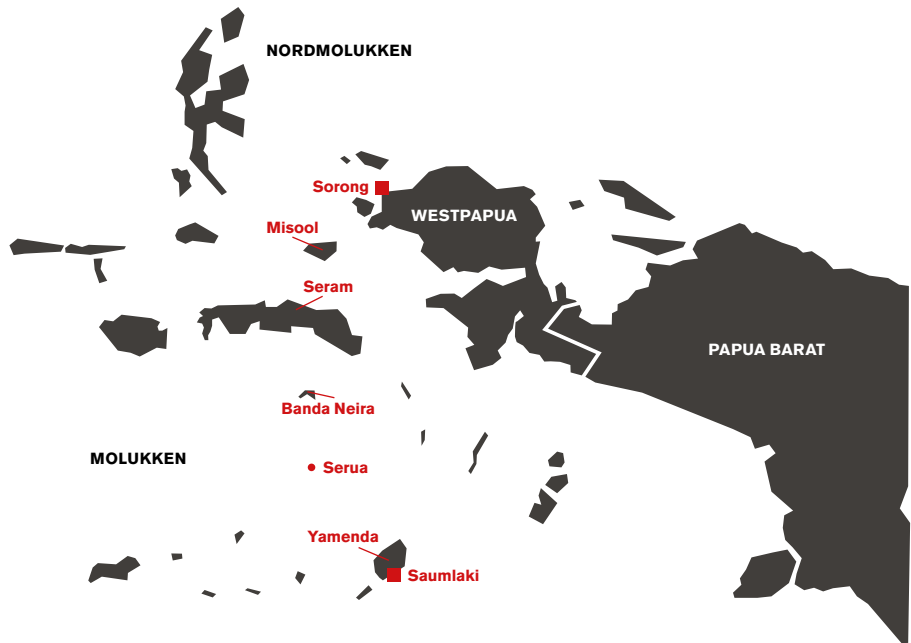 NORDMOLUKKEN
Sorong
WESTPAPUA
Misool
Seram
PAPUA BARAT
Banda Neira
MOLUKKEN
Serua
Yamenda
Saumlaki